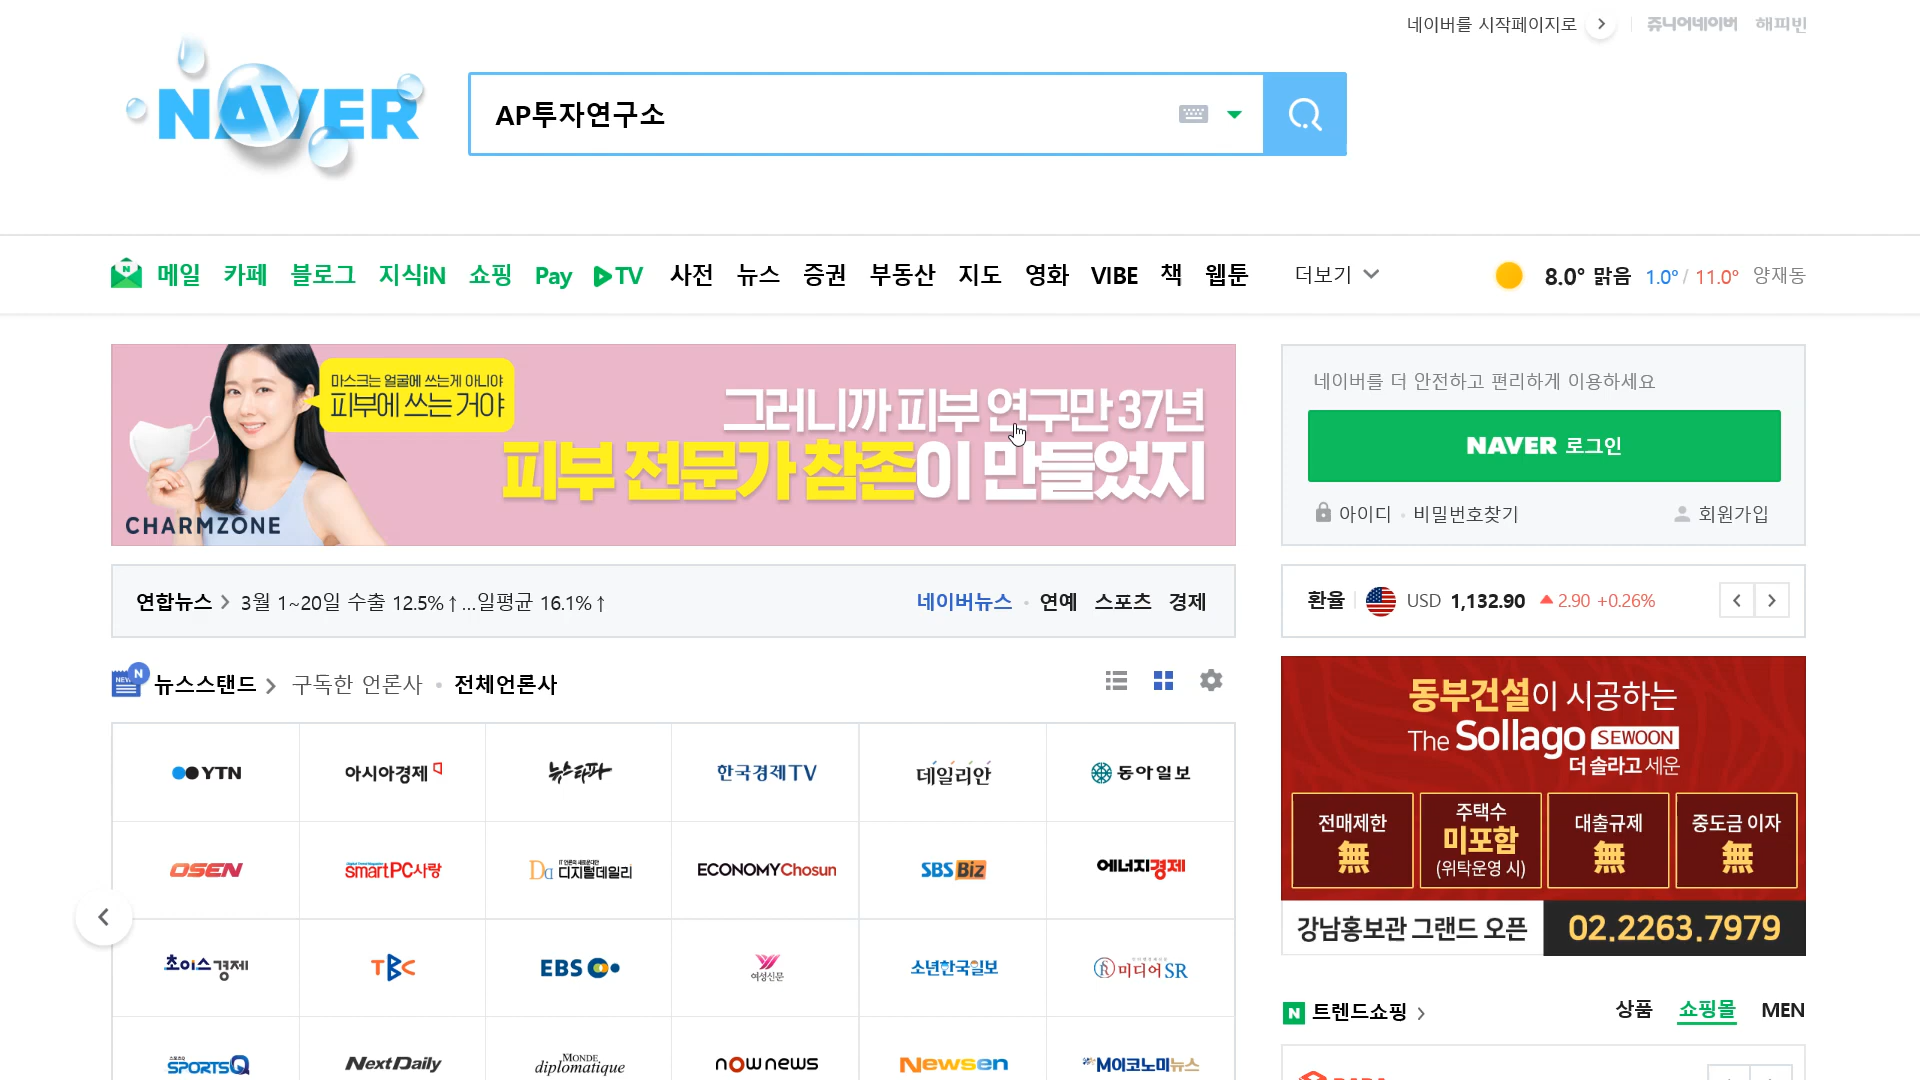 네이버를 시작페이지로
쥬니어네이버 해피빈
NAVER
AP투자연구소
메일 카페 블로그 지식iN 쇼핑 Pay TV 사전 뉴스 증권 부동산 지도 영화 VIBE 책 웹툰 더보기
8.0° 맑음 1.0° / 11.0° 양재동
마스크는 얼굴에 쓰는게 아니야
피부에 쓰는 거야
그러니까 피부 연구만 37년
피부 전문가 참존이 만들었지
CHARMZONE
네이버를 더 안전하고 편리하게 이용하세요
NAVER 로그인
아이디 · 비밀번호찾기 회원가입
연합뉴스 > 3월 1~20일 수출 12.5%↑...일평균 16.1%↑ 네이버뉴스 · 연예 스포츠 경제
환율 USD 1,132.90 ▲ 2.90 +0.26%
NEWS N 뉴스스탠드 > 구독한 언론사 · 전체언론사
동부건설이 시공하는
The Sollago SEWOON
더 솔라고 세운
전매제한 無
주택수 미포함 (위탁운영 시)
대출규제 無
중도금 이자 無
강남홍보관 그랜드 오픈 02.2263.7979
YTN 아시아경제 뉴스타파 한국경제TV 데일리안 동아일보
OSEN smartPC사랑 디지털데일리 ECONOMYChosun SBS Biz 에너지경제
초이스경제 TBC EBS 여성신문 소년한국일보 미디어SR
스포츠Q SPORTSQ NextDaily MONDE diplomatique nownews Newsen M이코노미뉴스
N 트렌드쇼핑 > 상품 쇼핑몰 MEN